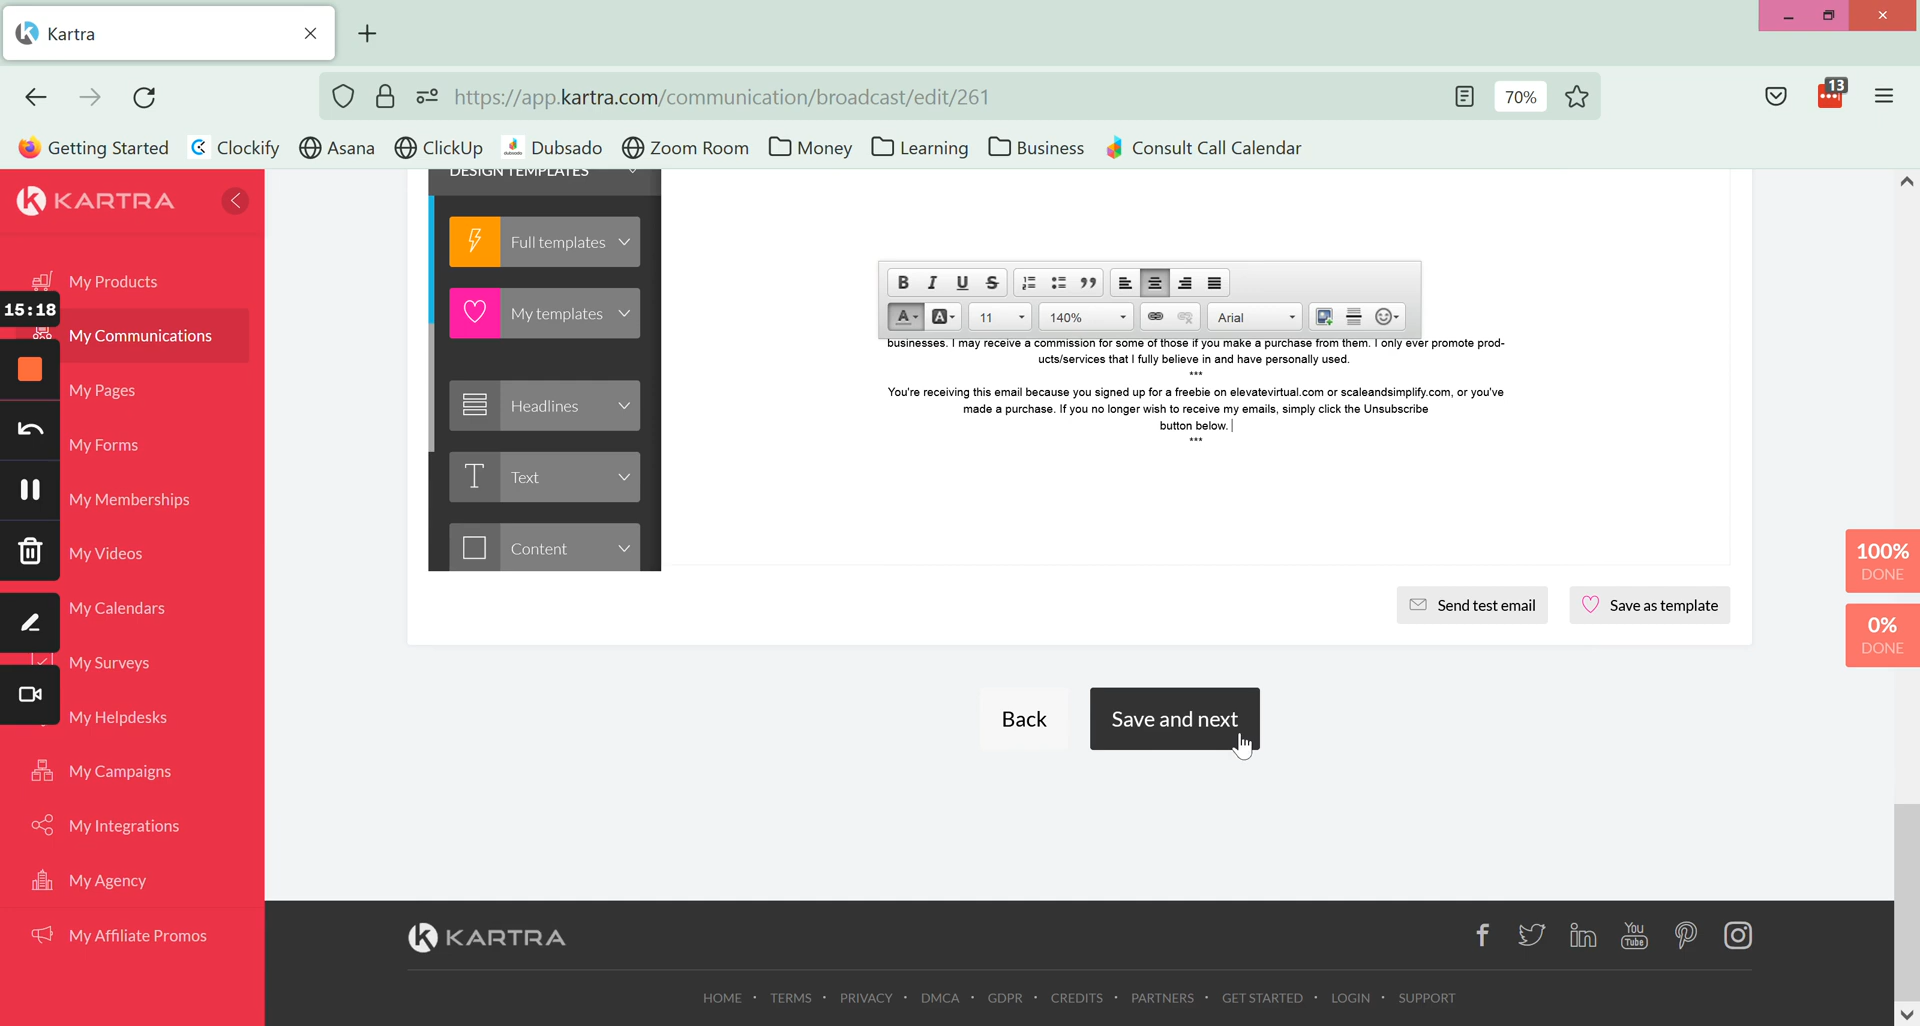 Kartra
https://app.kartra.com/communication/broadcast/edit/261
70%
13
Getting Started
Clockify
Asana
ClickUp
Dubsado
Zoom Room
Money
Learning
Business
Consult Call Calendar
KARTRA
My Products
15:18
My Communications
My Pages
My Forms
My Memberships
My Videos
My Calendars
My Surveys
My Helpdesks
My Campaigns
My Integrations
My Agency
My Affiliate Promos
DESIGN TEMPLATES
Full templates
My templates
Headlines
Text
Content
B I U S
A A 11 140% Arial
businesses. I may receive a commission for some of those if you make a purchase from them. I only ever promote prod-
ucts/services that I fully believe in and have personally used.
***
You're receiving this email because you signed up for a freebie on elevatevirtual.com or scaleandsimplify.com, or you've
made a purchase. If you no longer wish to receive my emails, simply click the Unsubscribe
button below.
***
Send test email
Save as template
100%
DONE
0%
DONE
Back
Save and next
KARTRA
You
Tube
HOME • TERMS • PRIVACY • DMCA • GDPR • CREDITS • PARTNERS • GET STARTED • LOGIN • SUPPORT